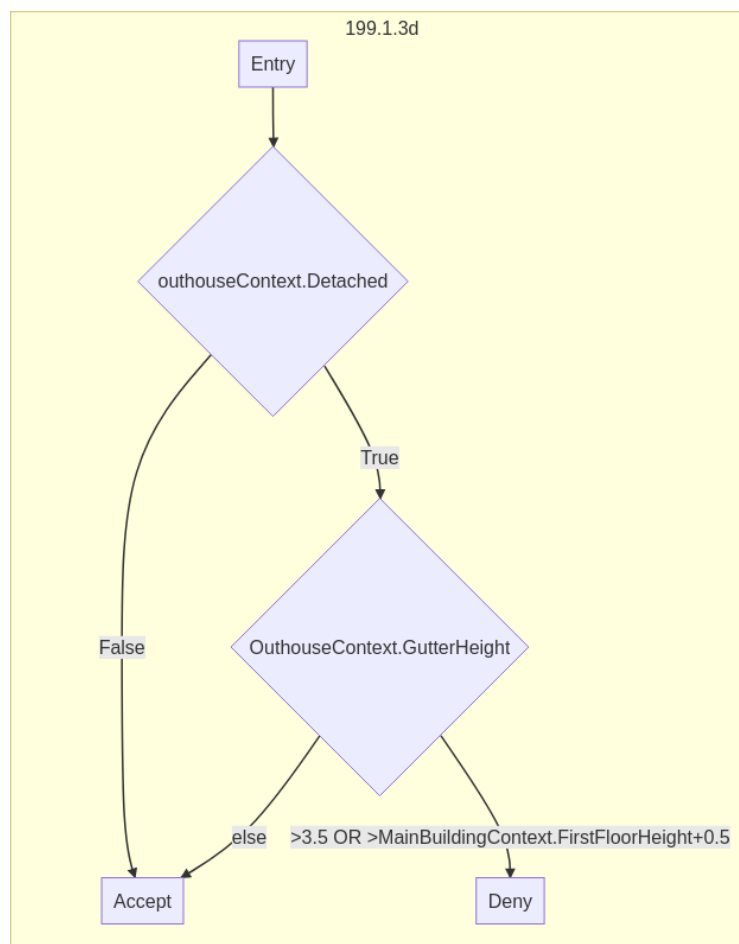 199.1.3d
Entry
outhouseContext.Detached
True
False
OuthouseContext.GutterHeight
else
>3.5 OR >MainBuildingContext.FirstFloorHeight+0.5
Accept
Deny